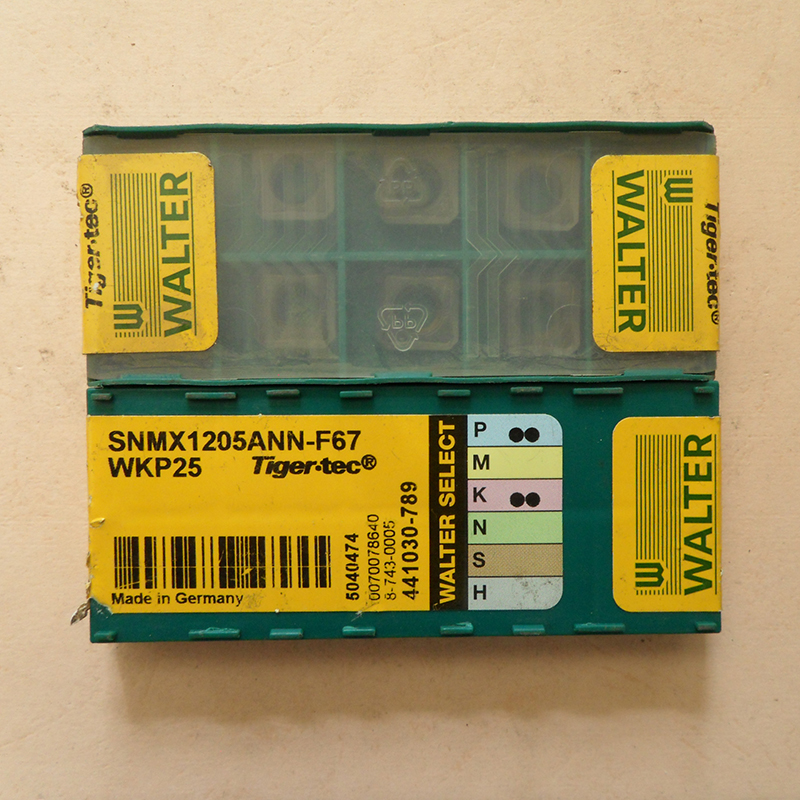 Tiger·tec®
WALTER
WALTER
Tiger·tec®
SNMX1205ANN-F67
WKP25 Tiger·tec®
Made in Germany
5040474
0070078640
8-743-0005
441030-789
WALTER SELECT
P
M
K
N
S
H
WALTER